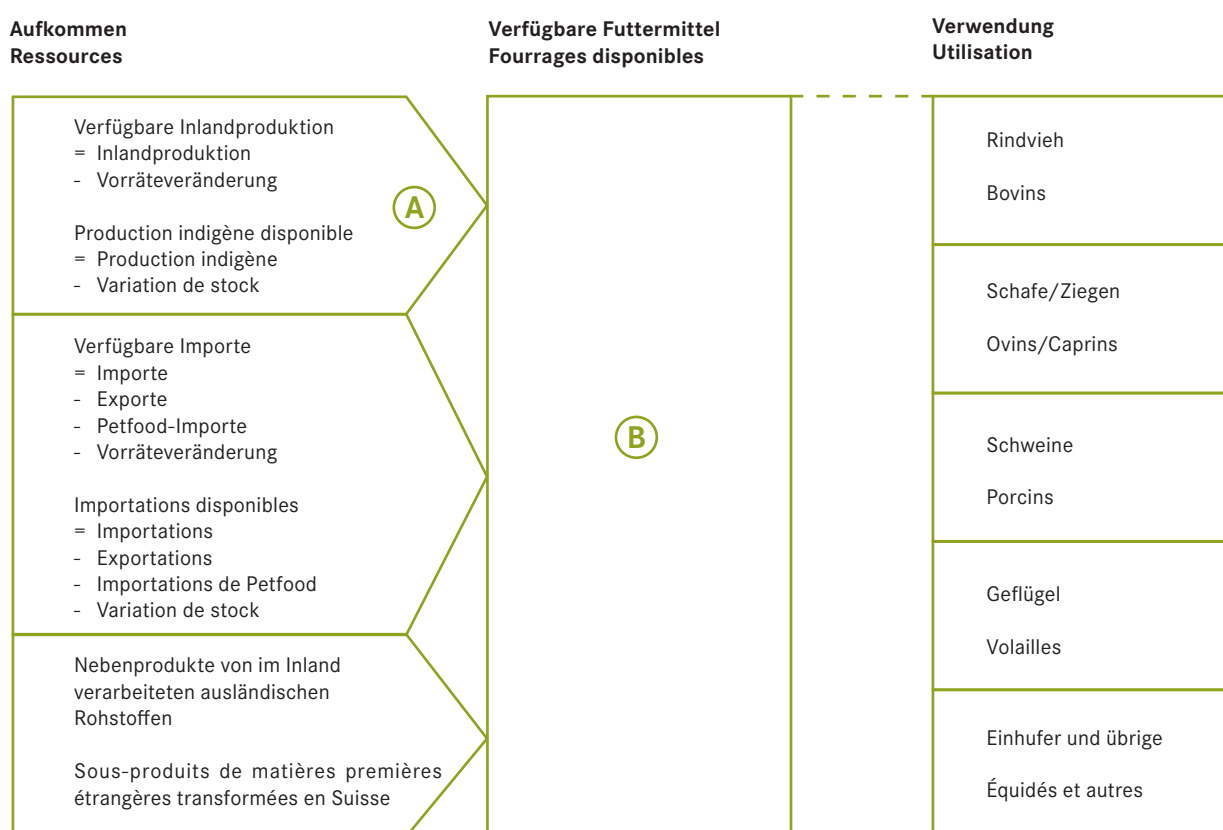 Aufkommen
Ressources
Verfügbare Inlandproduktion
= Inlandproduktion
- Vorräteveränderung
Production indigène disponible
= Production indigène
- Variation de stock
A
Verfügbare Importe
= Importe
- Exporte
- Petfood-Importe
- Vorräteveränderung
Importations disponibles
= Importations
- Exportations
- Importations de Petfood
- Variation de stock
Nebenprodukte von im Inland
verarbeiteten ausländischen
Rohstoffen
Sous-produits de matières premières
étrangères transformées en Suisse
Verfügbare Futtermittel
Fourrages disponibles
B
Verwendung
Utilisation
Rindvieh
Bovins
Schafe/Ziegen
Ovins/Caprins
Schweine
Porcins
Geflügel
Volailles
Einhufer und übrige
Équidés et autres